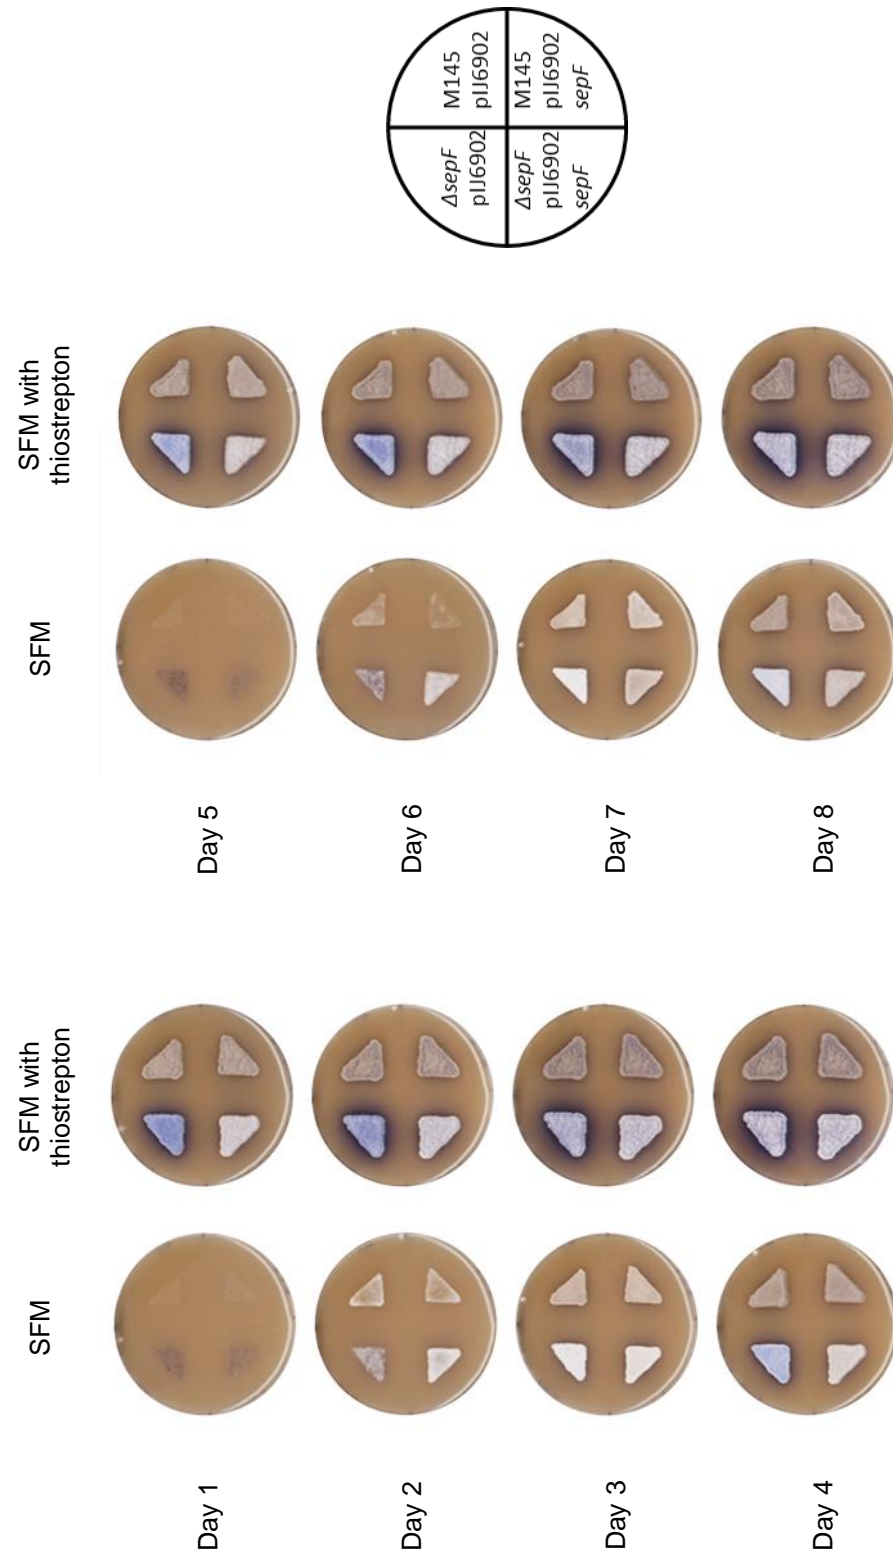 M145
pIJ6902
M145
pIJ6902
sepF
ΔsepF
pIJ6902
ΔsepF
pIJ6902
sepF
SFM with
thiostrepton
SFM
Day 5
Day 6
Day 7
Day 8
SFM with
thiostrepton
SFM
Day 1
Day 2
Day 3
Day 4